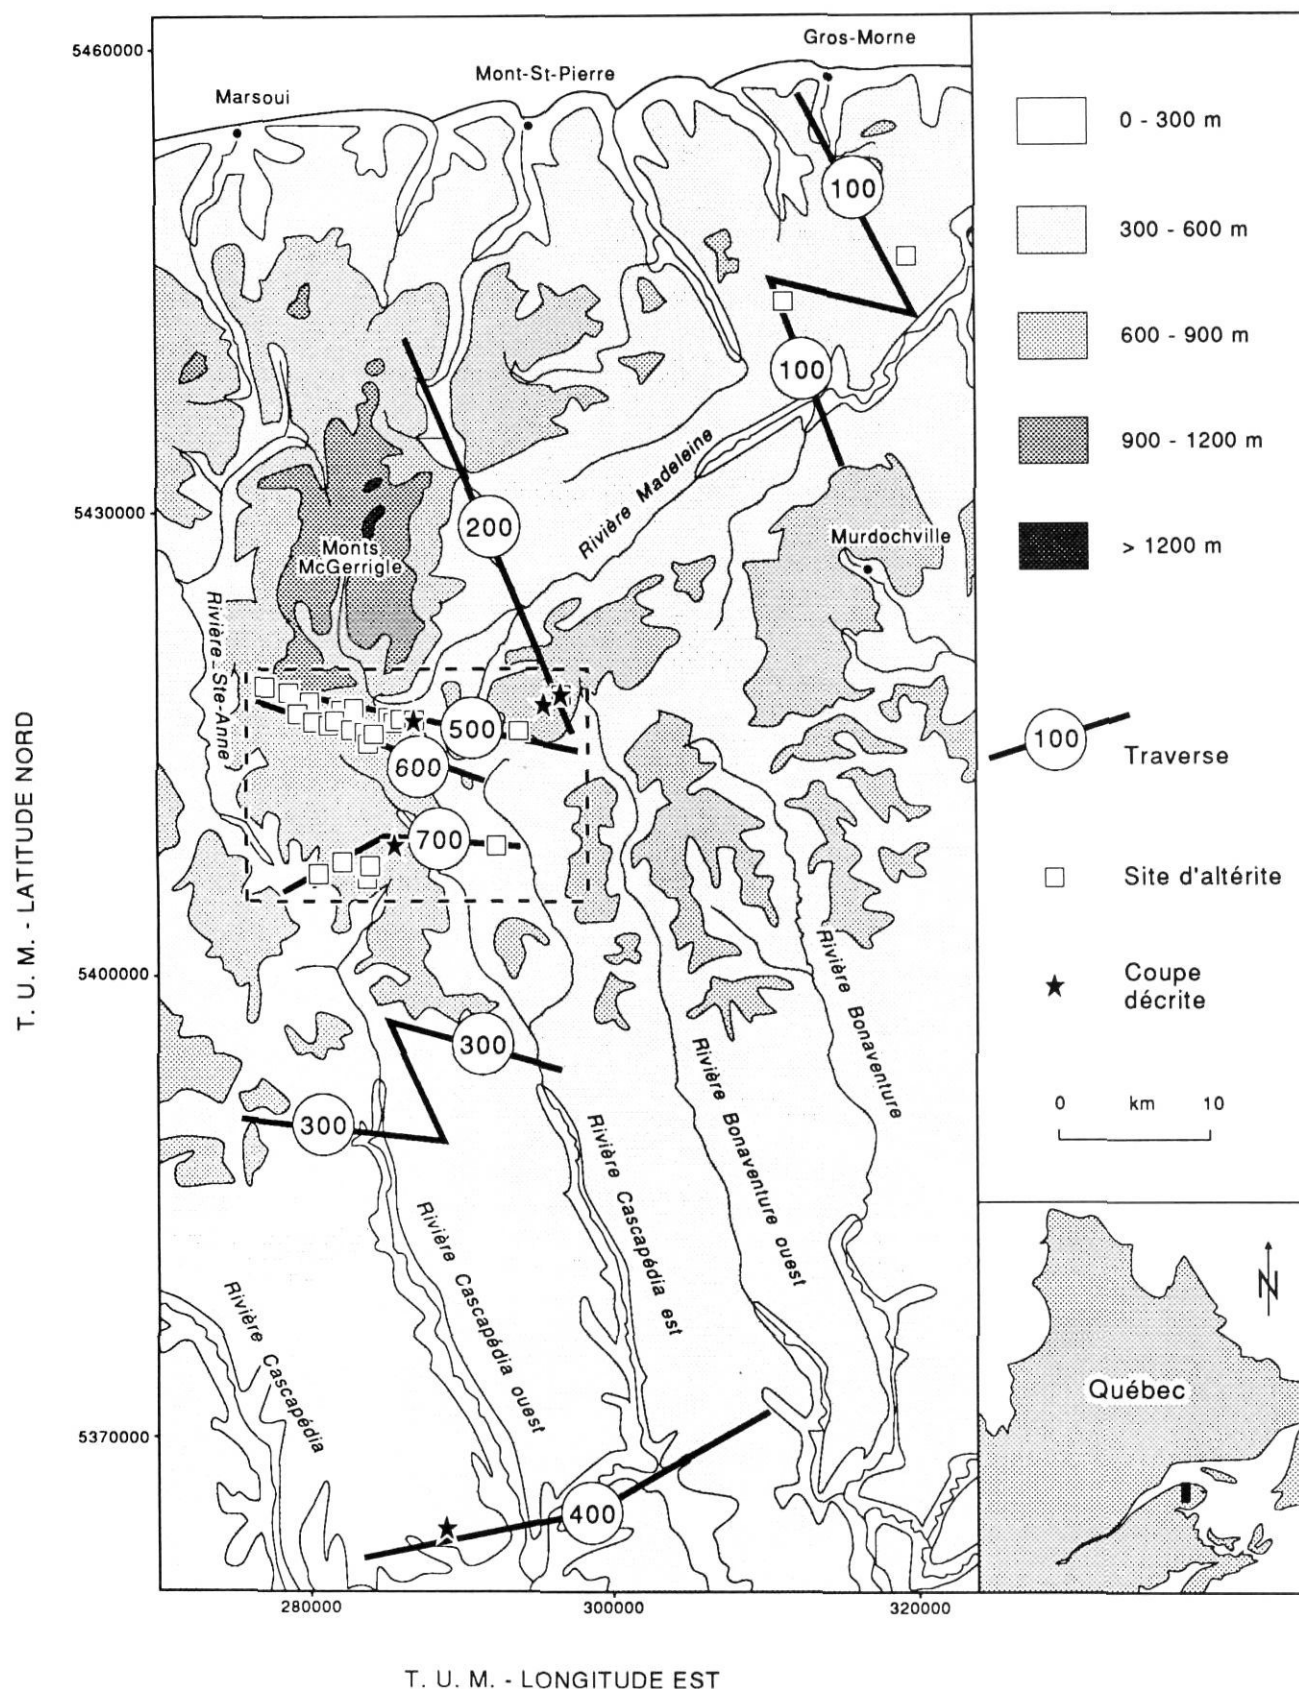 5460000
Gros-Morne
Mont-St-Pierre
Marsoui
100
0 - 300 m
300 - 600 m
600 - 900 m
900 - 1200 m
> 1200 m
100
Rivière Madeleine
5430000
200
Murdochville
Monts
McGerrigle
Rivière Ste-Anne
500
600
700
100
Traverse
Site d'altérite
Coupe
décrite
0 km 10
T. U. M. - LATITUDE NORD
5400000
300
300
Rivière Bonaventure
Rivière Bonaventure ouest
Rivière Cascapédia est
Rivière Cascapédia ouest
Rivière Cascapédia
N
Québec
5370000
400
280000
300000
320000
T. U. M. - LONGITUDE EST